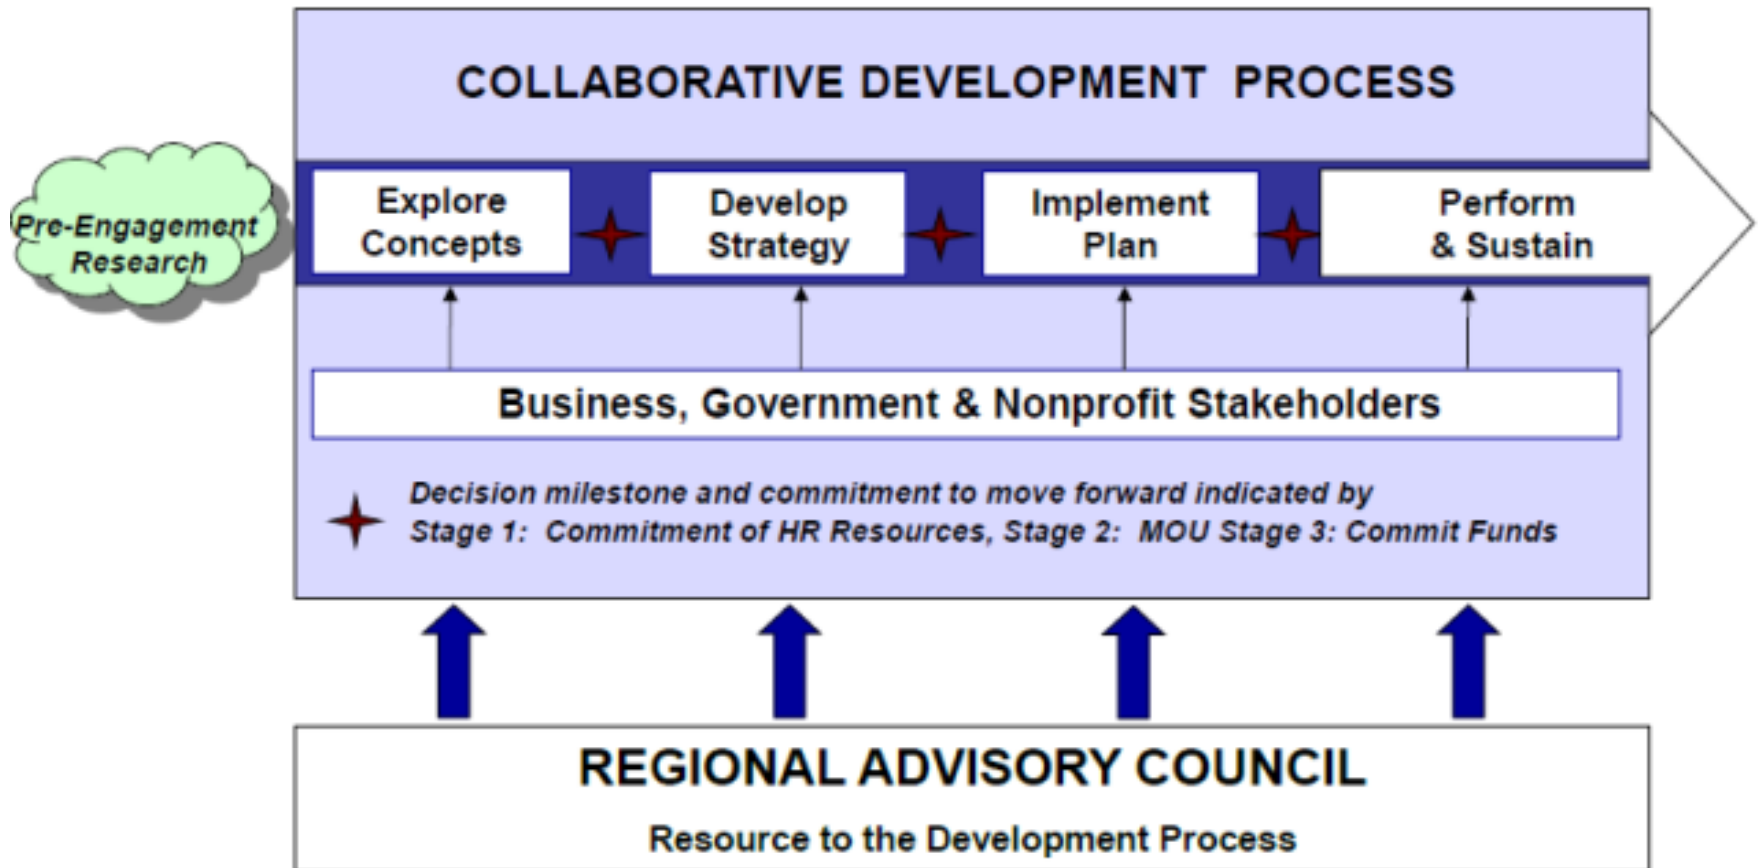 COLLABORATIVE DEVELOPMENT PROCESS
Pre-Engagement
Research
Explore
Concepts
Develop
Strategy
Implement
Plan
Perform
& Sustain
Business, Government & Nonprofit Stakeholders
Decision milestone and commitment to move forward indicated by
Stage 1: Commitment of HR Resources, Stage 2: MOU Stage 3: Commit Funds
REGIONAL ADVISORY COUNCIL
Resource to the Development Process